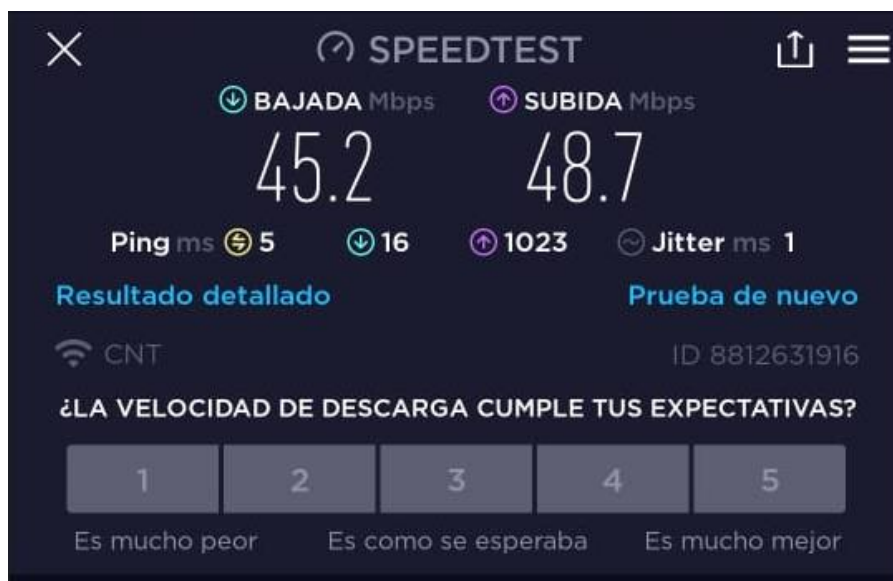 SPEEDTEST
BAJADA Mbps SUBIDA Mbps
45.2 48.7
Ping ms 5 16 1023 Jitter ms 1
Resultado detallado Prueba de nuevo
CNT ID 8812631916
¿LA VELOCIDAD DE DESCARGA CUMPLE TUS EXPECTATIVAS?
1 2 3 4 5
Es mucho peor Es como se esperaba Es mucho mejor